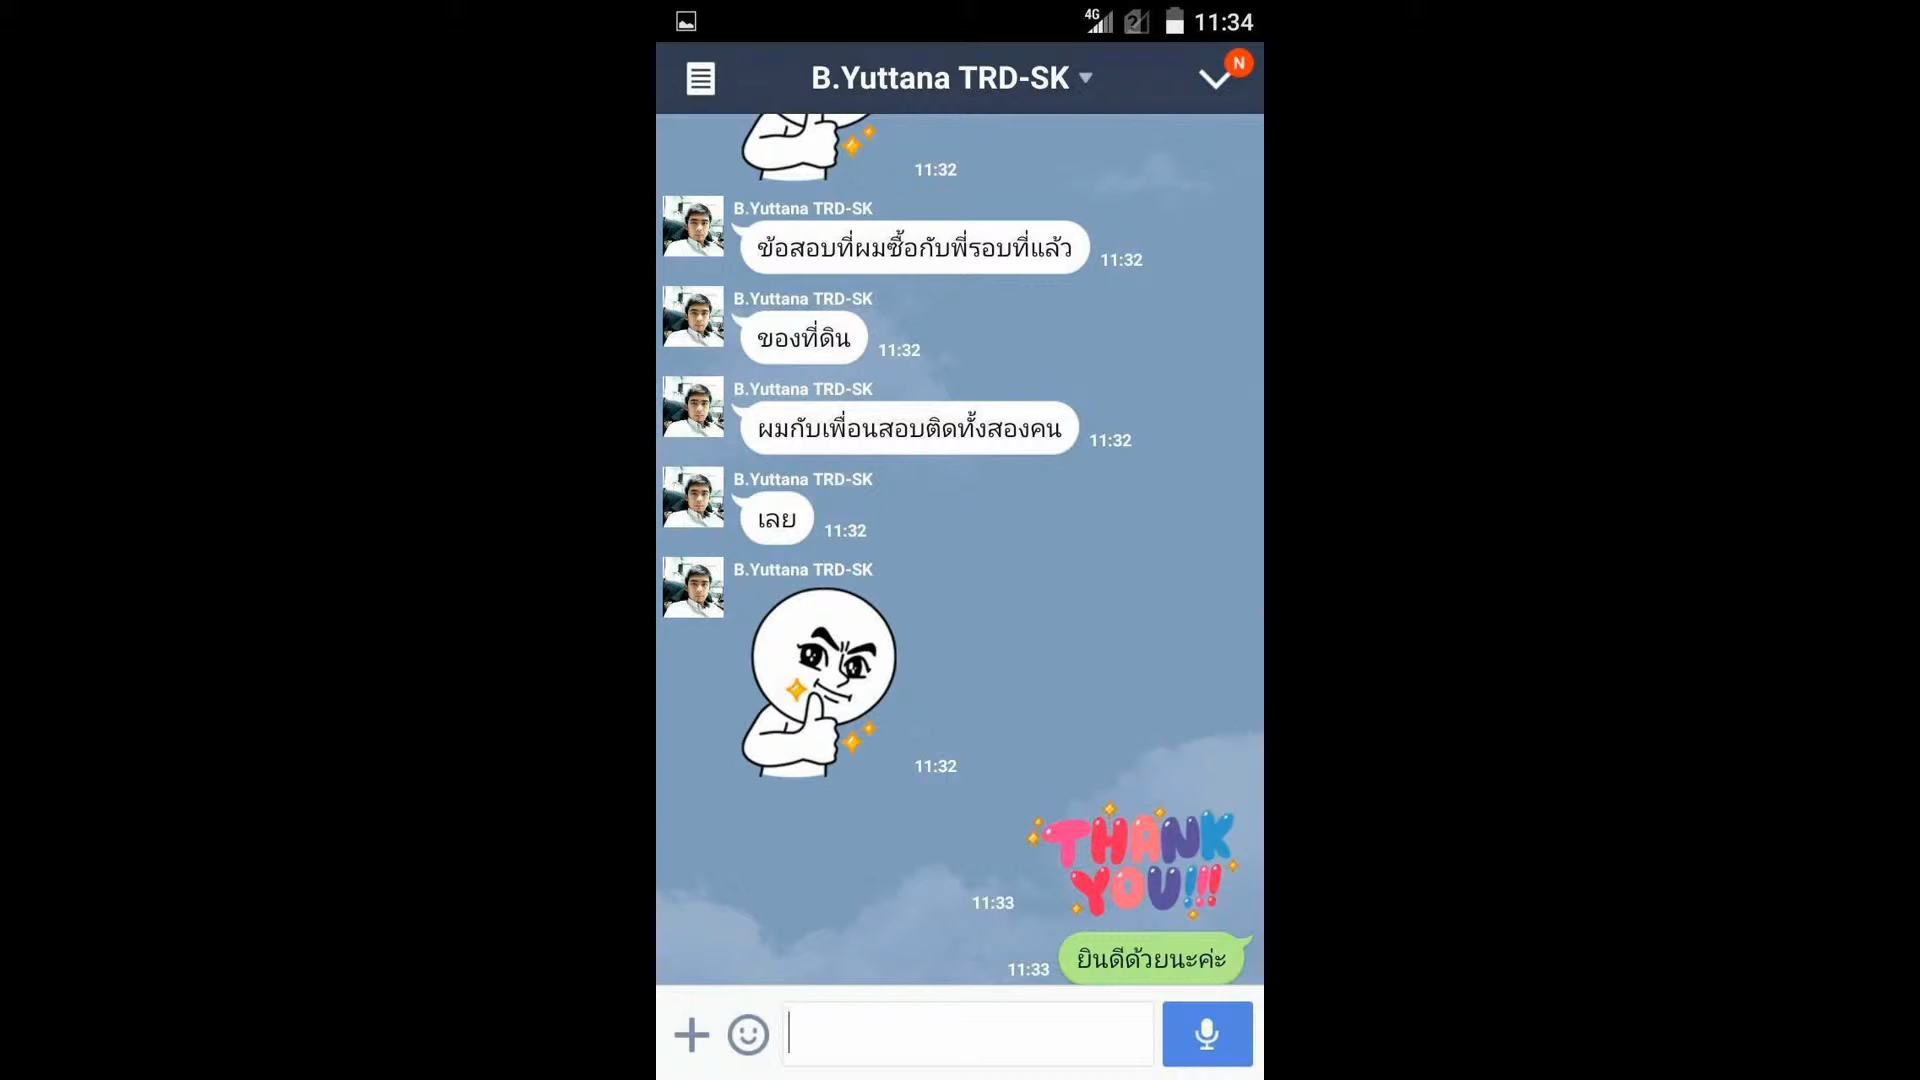 4G 11:34
B.Yuttana TRD-SK
N
11:32
B.Yuttana TRD-SK
ข้อสอบที่ผมซื้อกับพี่รอบที่แล้ว
11:32
B.Yuttana TRD-SK
ของที่ดิน
11:32
B.Yuttana TRD-SK
ผมกับเพื่อนสอบติดทั้งสองคน
11:32
B.Yuttana TRD-SK
เลย
11:32
B.Yuttana TRD-SK
11:32
THANK
YOU!!!
11:33
ยินดีด้วยนะค่ะ
11:33